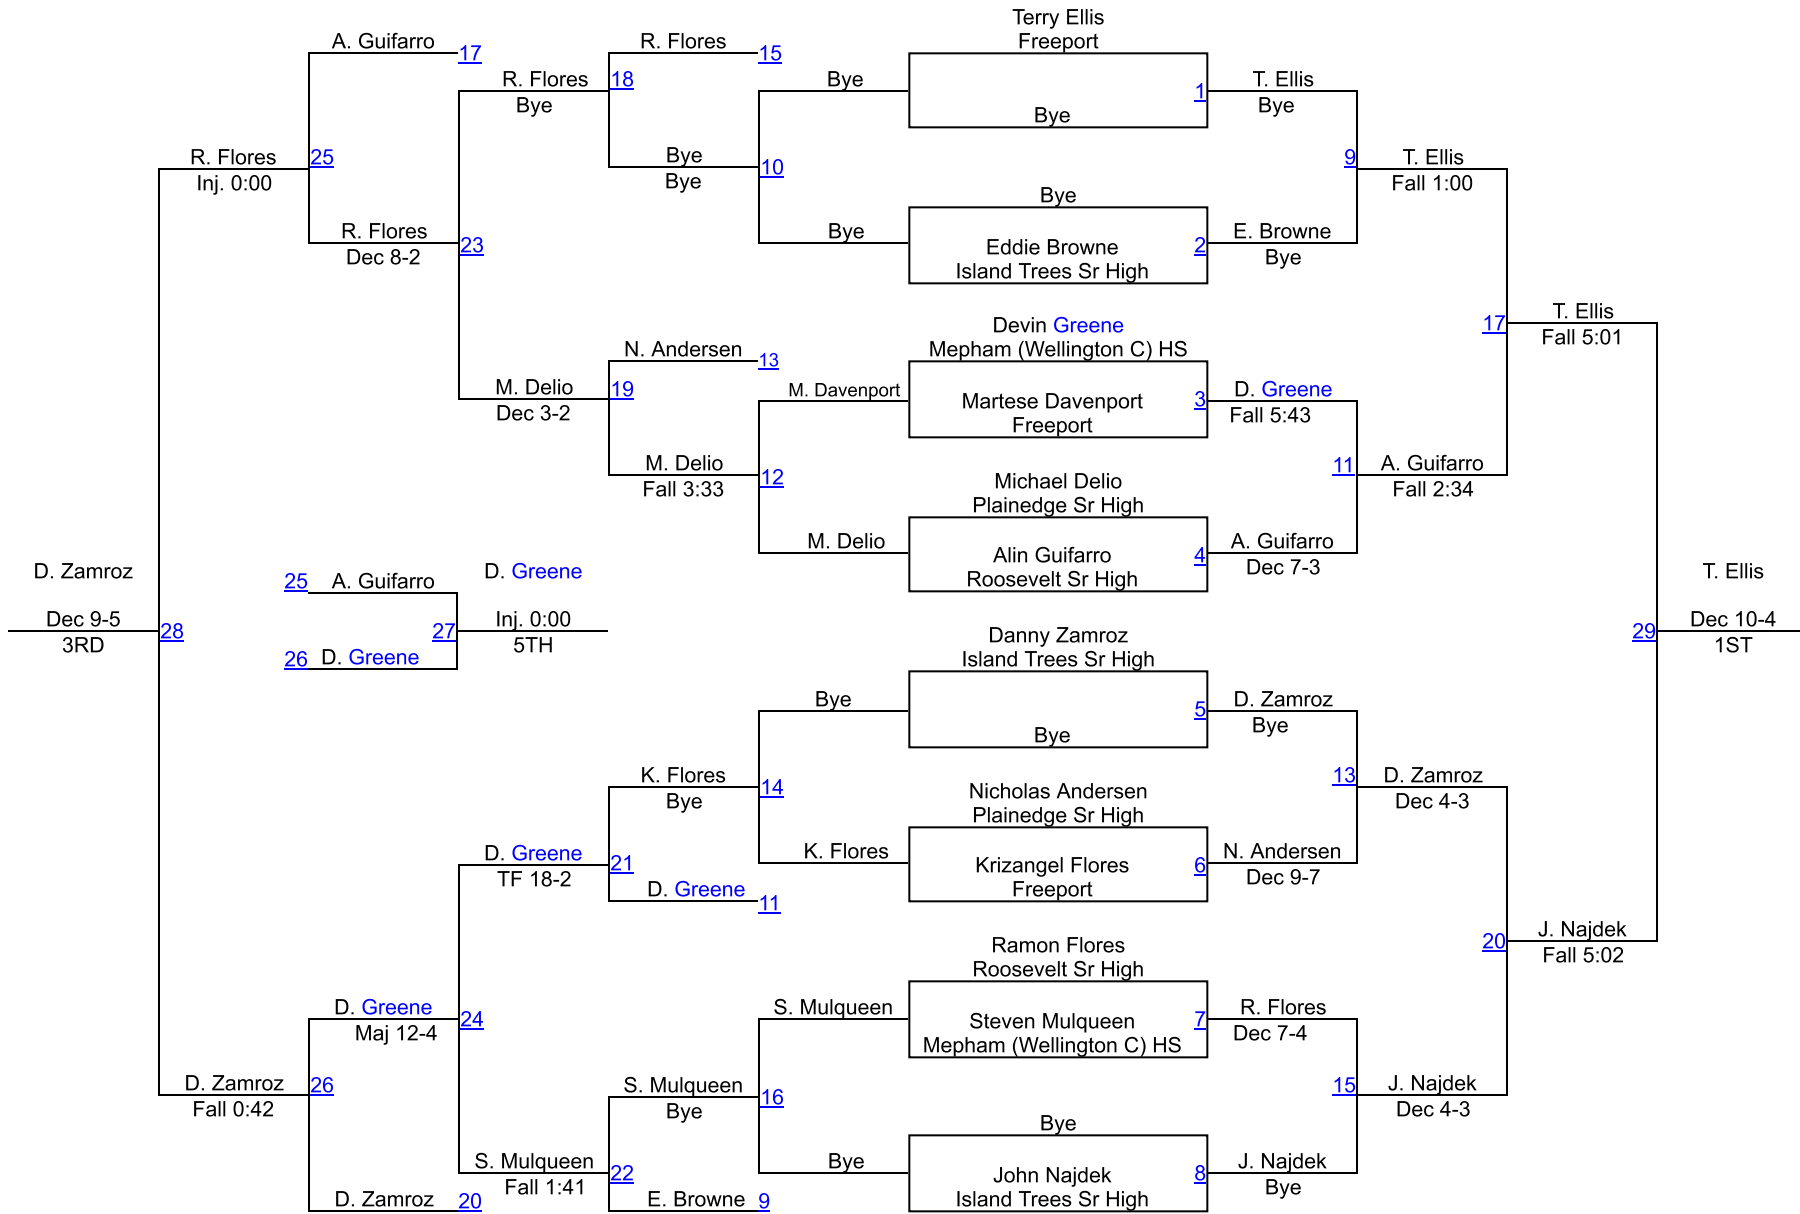 Terry Ellis
Freeport
A. Guifarro
17
R. Flores
15
R. Flores
18
Bye
Bye
1
T. Ellis
Bye
Bye
Bye
R. Flores
25
Inj. 0:00
Bye
10
Bye
9
T. Ellis
Fall 1:00
Bye
R. Flores
23
Dec 8-2
Bye
Eddie Browne
2
Island Trees Sr High
E. Browne
Bye
Devin Greene
Mepham (Wellington C) HS
17
T. Ellis
Fall 5:01
N. Andersen
13
M. Delio
19
Dec 3-2
M. Davenport
Martese Davenport
3
Freeport
D. Greene
Fall 5:43
M. Delio
12
Fall 3:33
Michael Delio
Plainedge Sr High
11
A. Guifarro
Fall 2:34
M. Delio
Alin Guifarro
4
Roosevelt Sr High
A. Guifarro
Dec 7-3
D. Zamroz
Dec 9-5
28
3RD
25
A. Guifarro
D. Greene
27
Inj. 0:00
5TH
26
D. Greene
T. Ellis
29
Dec 10-4
1ST
Danny Zamroz
Island Trees Sr High
Bye
5
Bye
D. Zamroz
Bye
K. Flores
14
Bye
Nicholas Andersen
Plainedge Sr High
13
D. Zamroz
Dec 4-3
D. Greene
21
TF 18-2
K. Flores
Krizangel Flores
6
Freeport
N. Andersen
Dec 9-7
D. Greene
11
Ramon Flores
Roosevelt Sr High
20
J. Najdek
Fall 5:02
D. Greene
24
Maj 12-4
S. Mulqueen
Steven Mulqueen
7
Mepham (Wellington C) HS
R. Flores
Dec 7-4
D. Zamroz
26
Fall 0:42
S. Mulqueen
16
Bye
Bye
15
J. Najdek
Dec 4-3
S. Mulqueen
22
Fall 1:41
Bye
John Najdek
8
Island Trees Sr High
J. Najdek
Bye
D. Zamroz
20
E. Browne
9